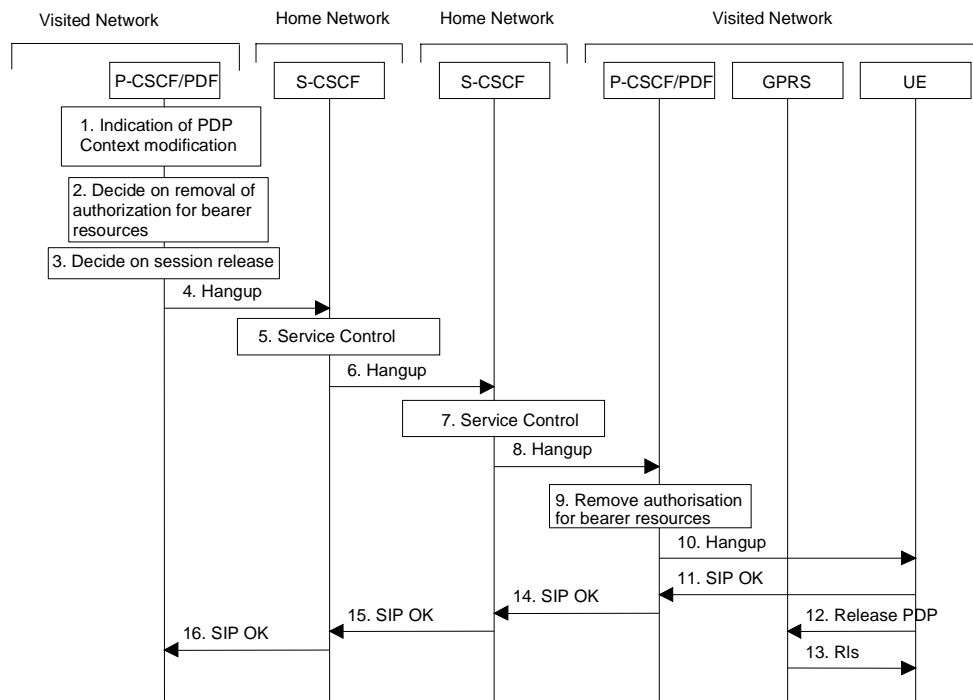 Visited Network
Home Network
Home Network
Visited Network
P-CSCF/PDF
S-CSCF
S-CSCF
P-CSCF/PDF
GPRS
UE
1. Indication of PDP
Context modification
2. Decide on removal of
authorization for bearer
resources
3. Decide on session release
4. Hangup
5. Service Control
6. Hangup
7. Service Control
8. Hangup
9. Remove authorisation
for bearer resources
10. Hangup
11. SIP OK
14. SIP OK
12. Release PDP
15. SIP OK
16. SIP OK
13. Rls